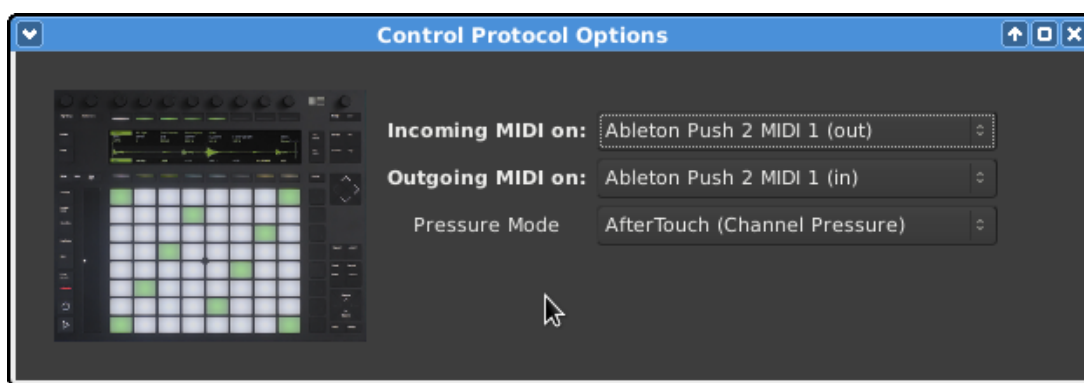 Control Protocol Options
Incoming MIDI on: Ableton Push 2 MIDI 1 (out)
Outgoing MIDI on: Ableton Push 2 MIDI 1 (in)
Pressure Mode AfterTouch (Channel Pressure)